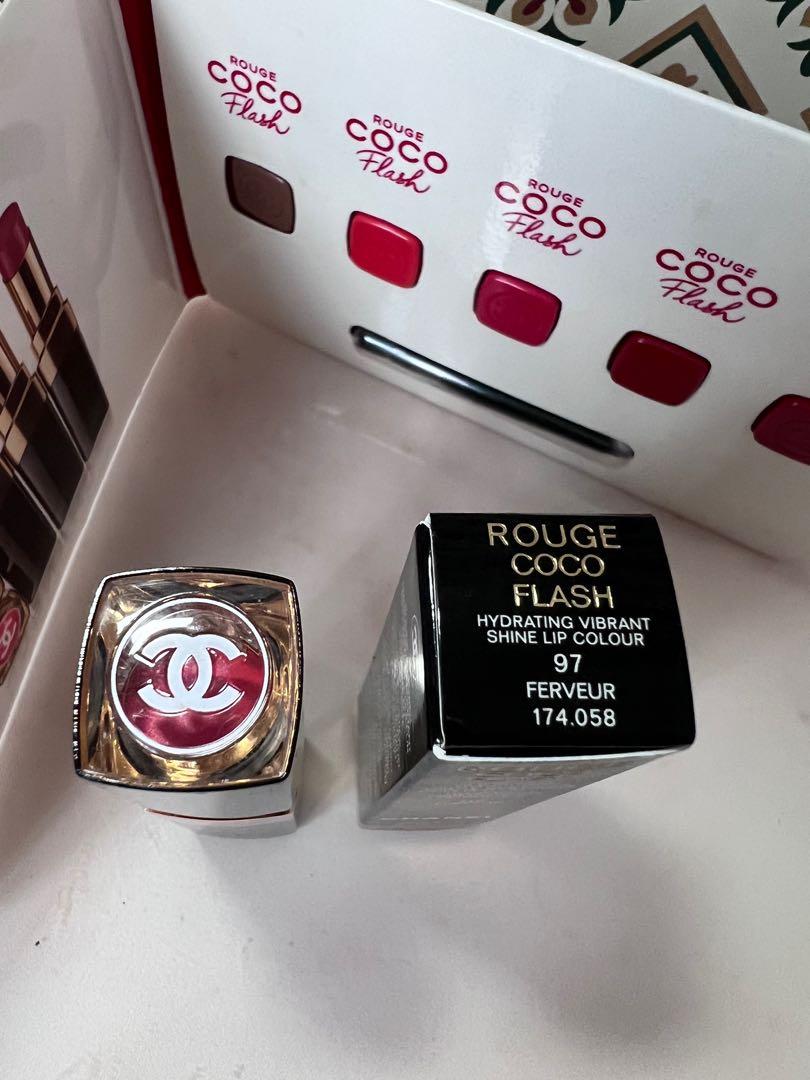 ROUGE
COCO
Flash
ROUGE
COCO
Flash
ROUGE
COCO
Flash
ROUGE
COCO
Flash
ROUGE
COCO
FLASH
HYDRATING VIBRANT
SHINE LIP COLOUR
97
FERVEUR
174.058